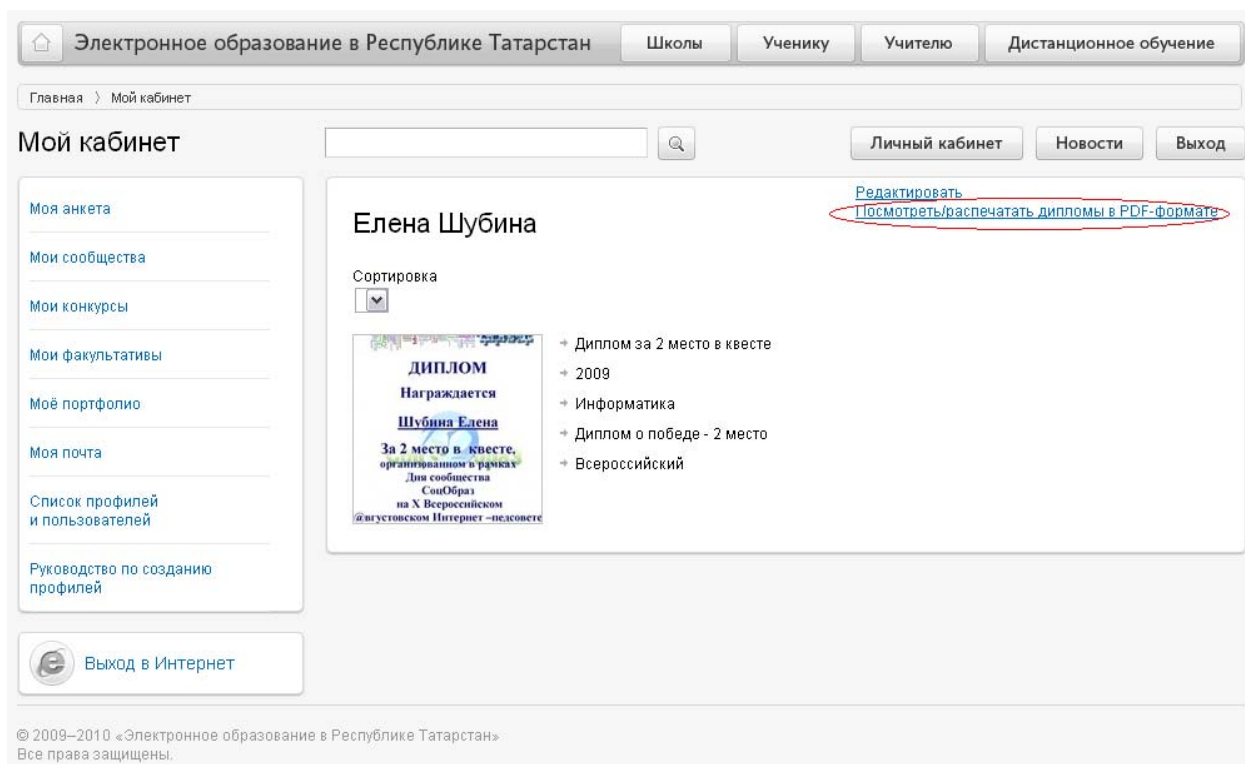 Электронное образование в Республике Татарстан
Школы
Ученику
Учителю
Дистанционное обучение
Главная 〉 Мой кабинет
Мой кабинет
Личный кабинет
Новости
Выход
Моя анкета
Мои сообщества
Мои конкурсы
Мои факультативы
Моё портфолио
Моя почта
Список профилей
и пользователей
Руководство по созданию
профилей
Выход в Интернет
Редактировать
Посмотреть/распечатать дипломы в PDF-формате
Елена Шубина
Сортировка
ДИПЛОМ
Награждается
Шубина Елена
За 2 место в квесте,
организованном в рамках
Дня сообщества
СоцОбраз
на X Всероссийском
@вгустовском Интернет –педсовете
Диплом за 2 место в квесте
2009
Информатика
Диплом о победе - 2 место
Всероссийский
© 2009–2010 «Электронное образование в Республике Татарстан»
Все права защищены.